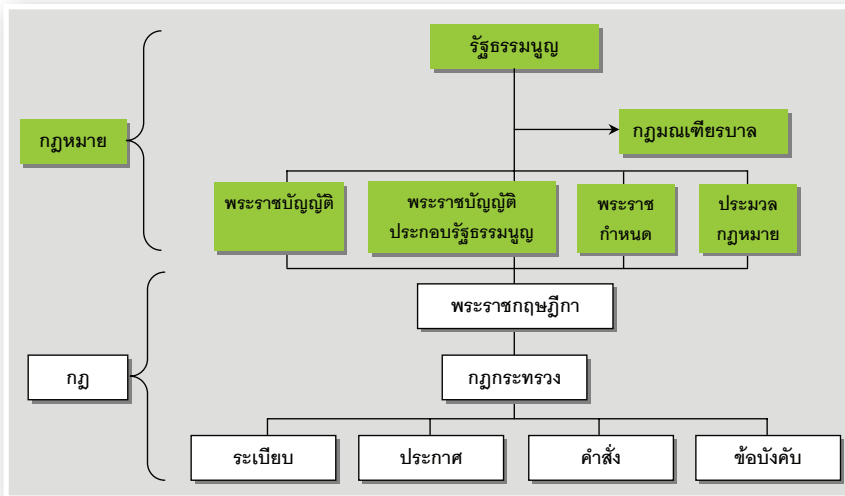 รัฐธรรมนูญ
กฎหมาย
กฎมณเฑียรบาล
พระราชบัญญัติ
พระราชบัญญัติ
ประกอบรัฐธรรมนูญ
พระราช
กำหนด
ประมวล
กฎหมาย
พระราชกฤษฎีกา
กฎ
กฎกระทรวง
ระเบียบ
ประกาศ
คำสั่ง
ข้อบังคับ